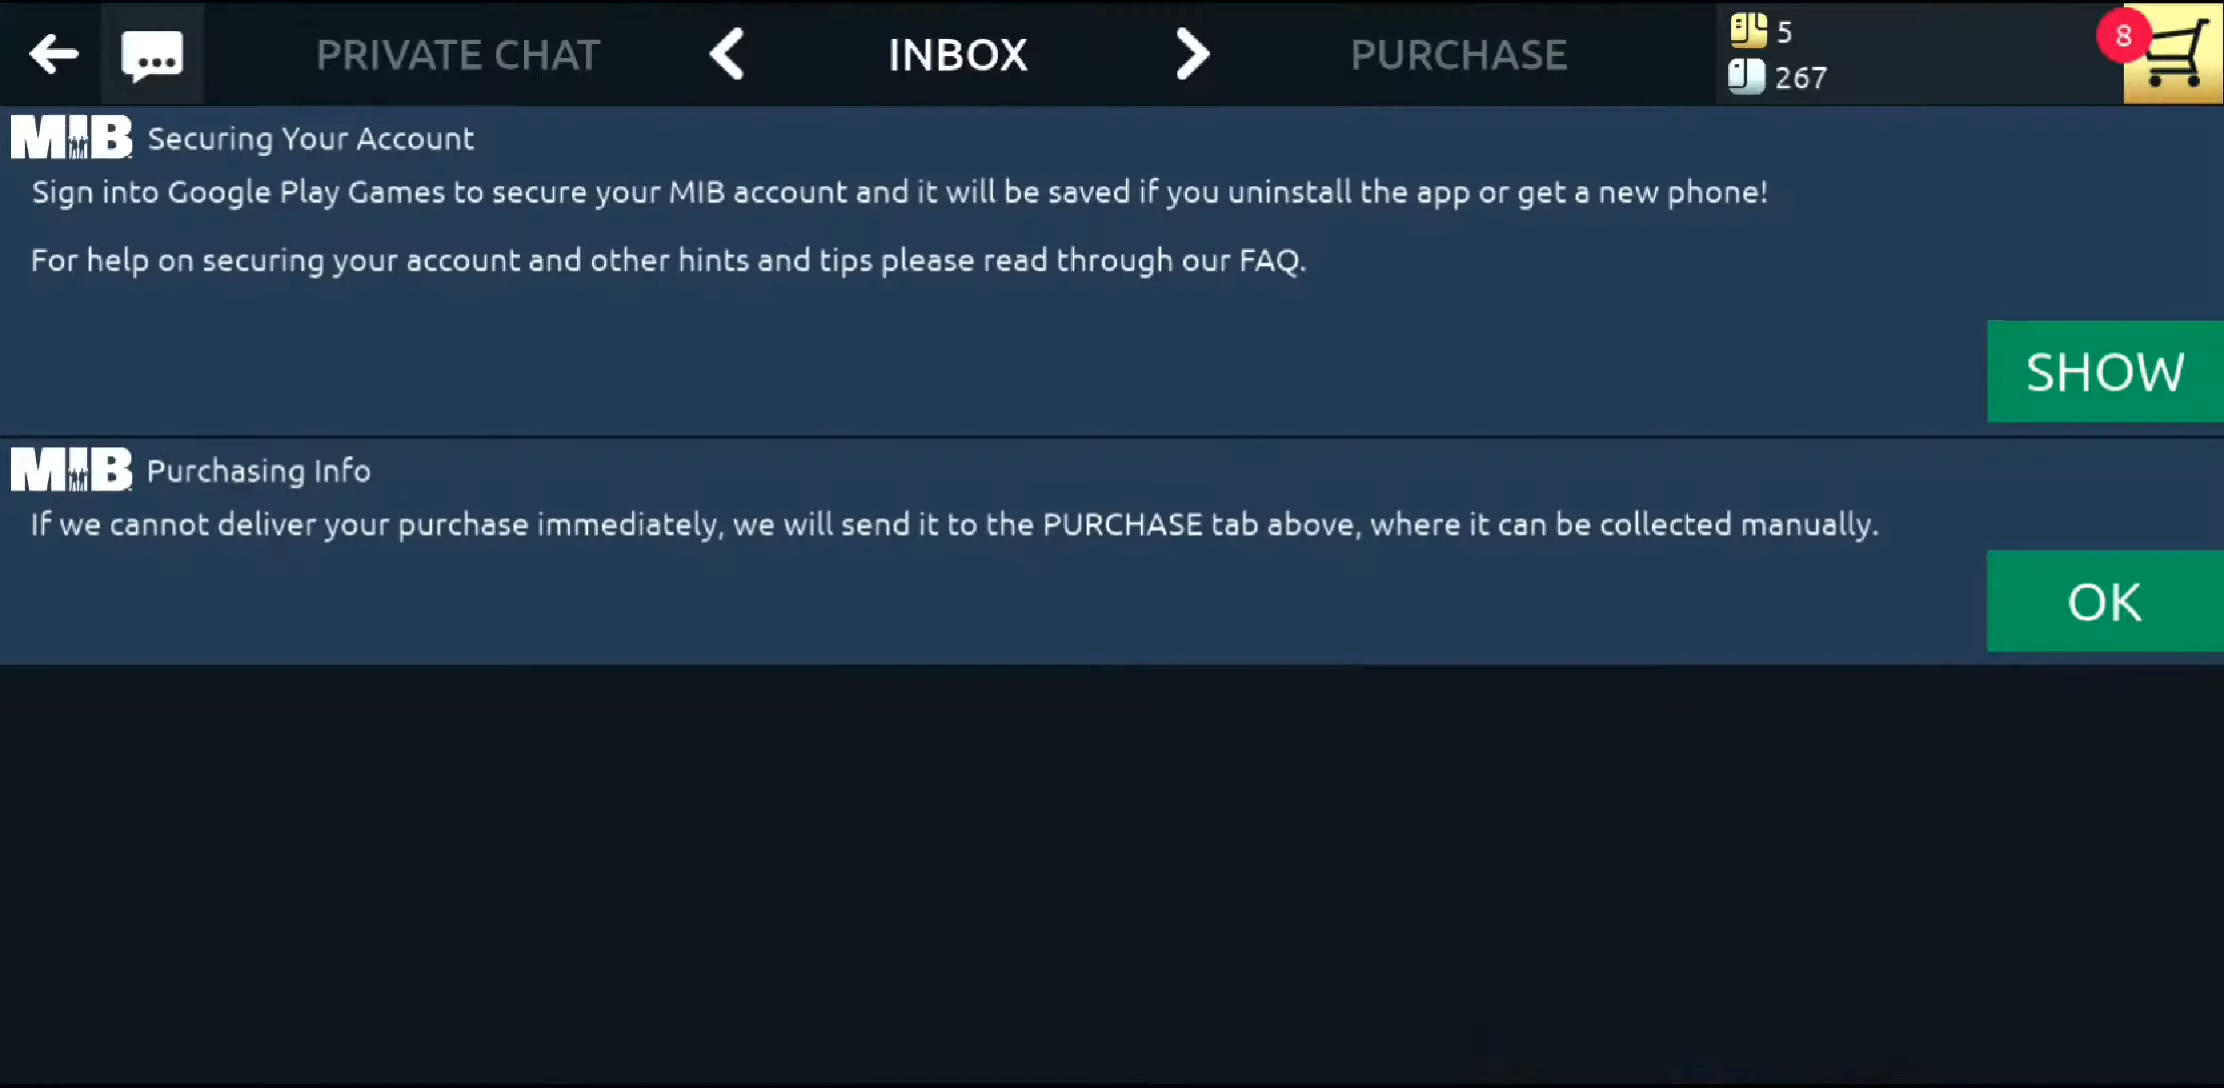 PRIVATE CHAT
INBOX
PURCHASE
5
267
8
MIB Securing Your Account
Sign into Google Play Games to secure your MIB account and it will be saved if you uninstall the app or get a new phone!
For help on securing your account and other hints and tips please read through our FAQ.
SHOW
MIB Purchasing Info
If we cannot deliver your purchase immediately, we will send it to the PURCHASE tab above, where it can be collected manually.
OK